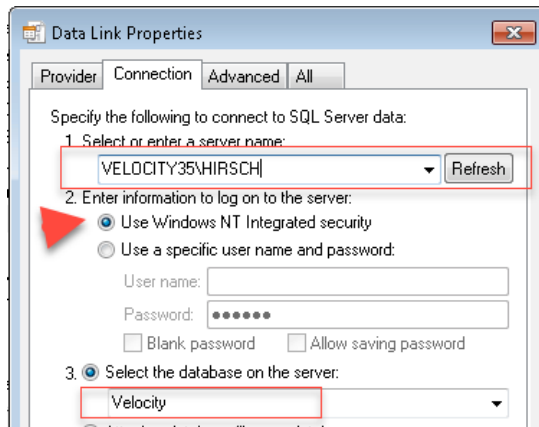 Data Link Properties
Provider Connection Advanced All
Specify the following to connect to SQL Server data:
1. Select or enter a server name:
VELOCITY35\HIRSCH Refresh
2. Enter information to log on to the server:
Use Windows NT Integrated security
Use a specific user name and password:
User name:
Password: ●●●●●●
Blank password Allow saving password
3. Select the database on the server:
Velocity